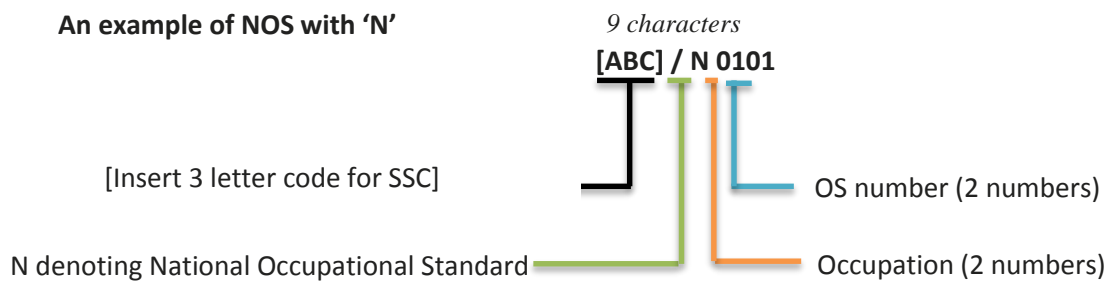 An example of NOS with ‘N’
9 characters
[ABC] / N 0101
[Insert 3 letter code for SSC]
OS number (2 numbers)
N denoting National Occupational Standard
Occupation (2 numbers)